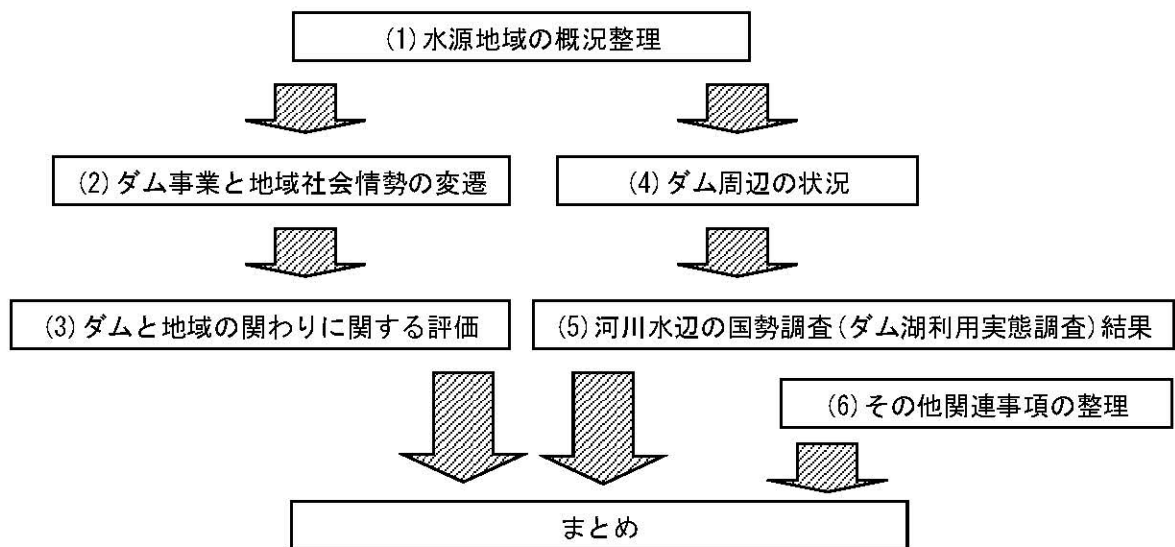 (1)水源地域の概況整理
(2)ダム事業と地域社会情勢の変遷
(4)ダム周辺の状況
(3)ダムと地域の関わりに関する評価
(5)河川水辺の国勢調査(ダム湖利用実態調査)結果
(6)その他関連事項の整理
まとめ